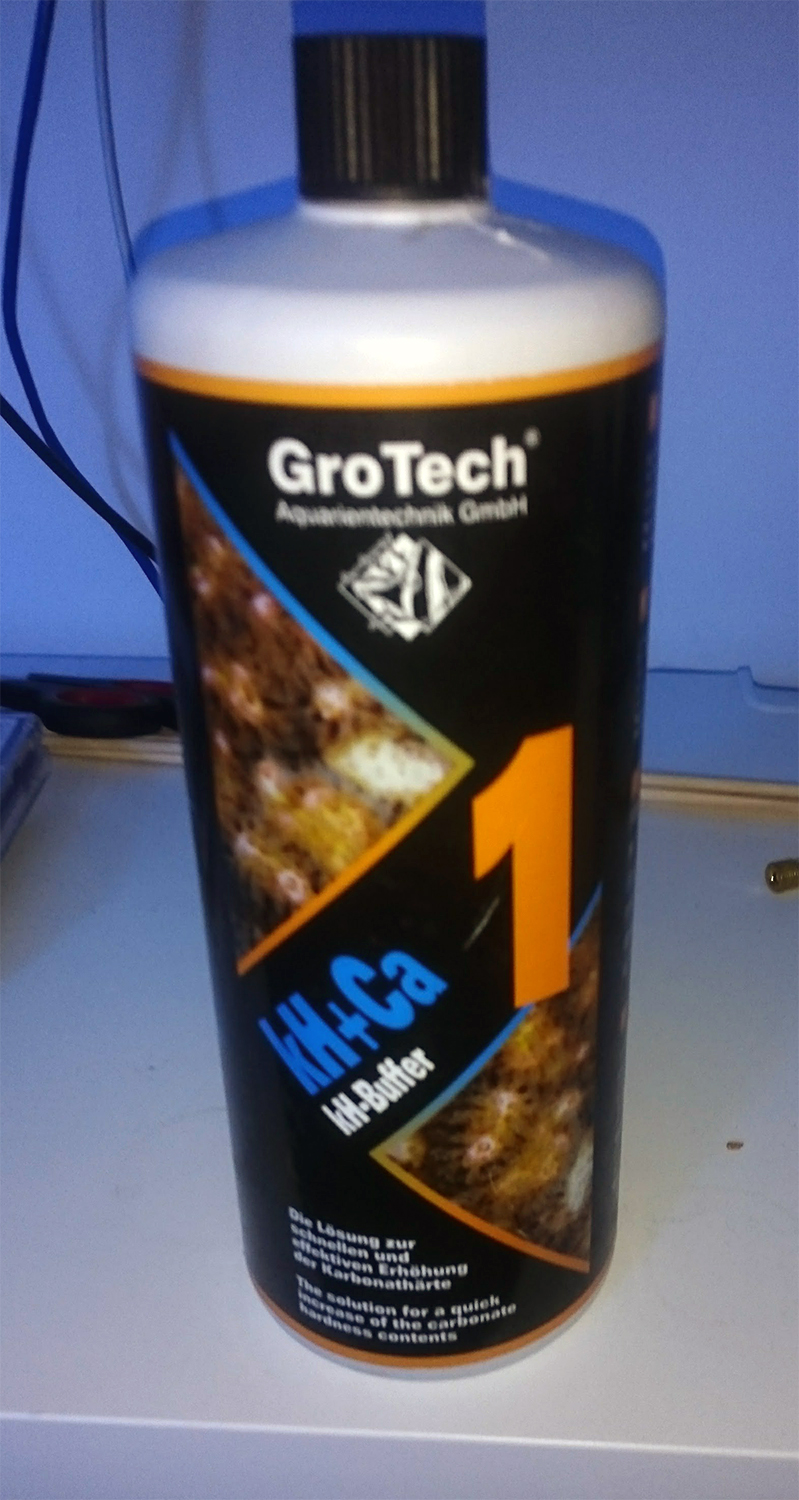 GroTech®
Aquarientechnik GmbH
1
kH+Ca
kH-Buffer
Die Lösung zur
schnellen und
effektiven Erhöhung
der Karbonathärte
The solution for a quick
increase of the carbonate
hardness contents